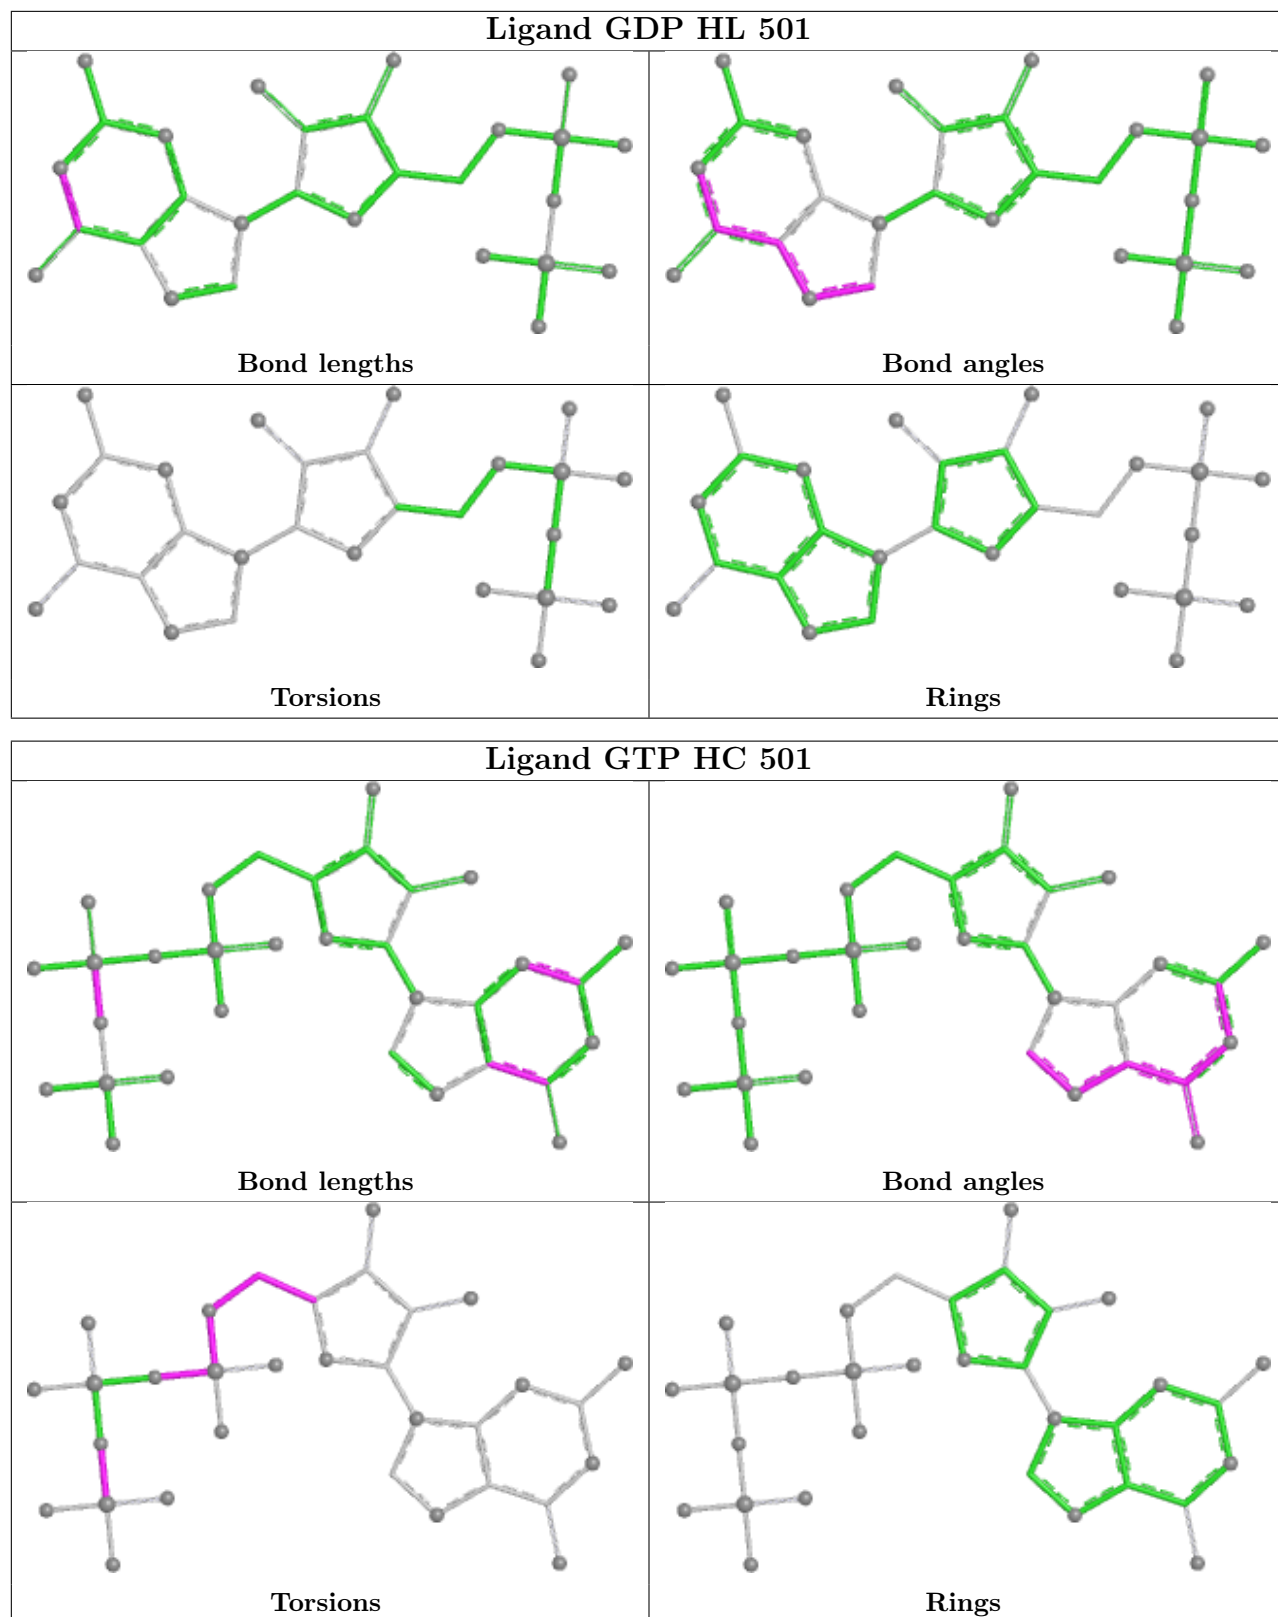 Ligand GDP HL 501
Bond lengths
Bond angles
Torsions
Rings
Ligand GTP HC 501
Bond lengths
Bond angles
Torsions
Rings